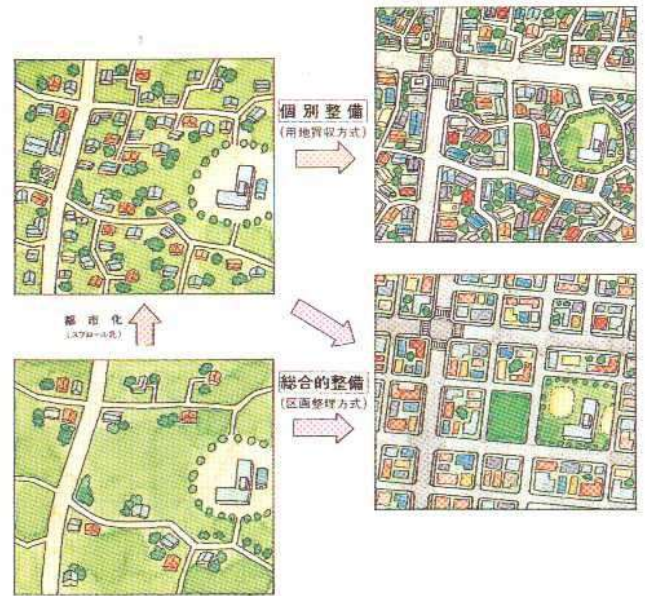 個別整備
(用地買収方式)
都市化
(スプロール化)
総合的整備
(区画整理方式)